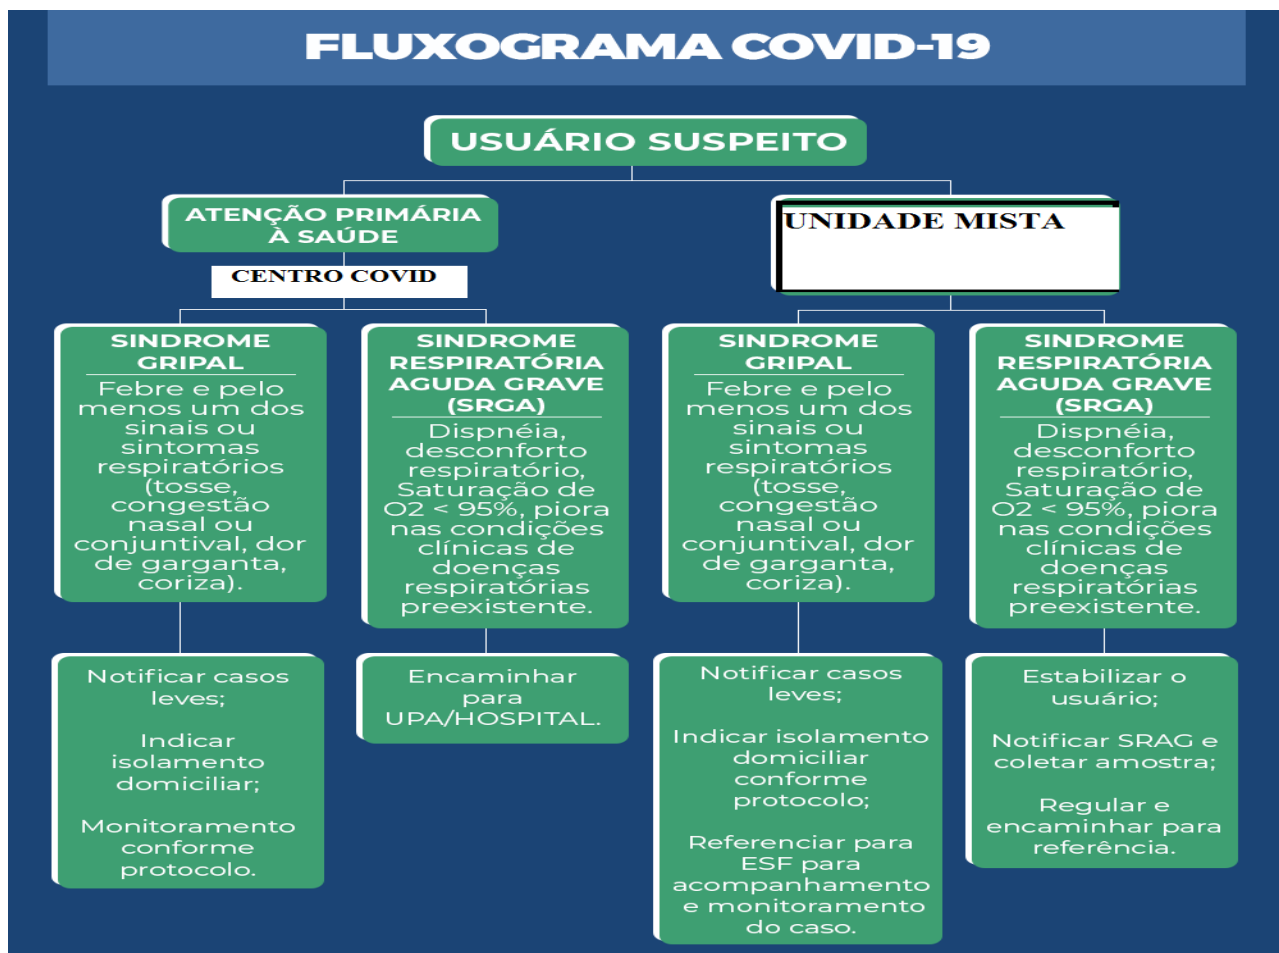 FLUXOGRAMA COVID-19
USUÁRIO SUSPEITO
ATENÇÃO PRIMÁRIA
À SAÚDE
CENTRO COVID
UNIDADE MISTA
SINDROME
GRIPAL
Febre e pelo
menos um dos
sinais ou
sintomas
respiratórios
(tosse,
congestão
nasal ou
conjuntival, dor
de garganta,
coriza).
SINDROME
RESPIRATÓRIA
AGUDA GRAVE
(SRGA)
Dispnéia,
desconforto
respiratório,
Saturação de
O2 < 95%, piora
nas condições
clínicas de
doenças
respiratórias
preexistente.
SINDROME
GRIPAL
Febre e pelo
menos um dos
sinais ou
sintomas
respiratórios
(tosse,
congestão
nasal ou
conjuntival, dor
de garganta,
coriza).
SINDROME
RESPIRATÓRIA
AGUDA GRAVE
(SRGA)
Dispnéia,
desconforto
respiratório,
Saturação de
O2 < 95%, piora
nas condições
clínicas de
doenças
respiratórias
preexistente.
Notificar casos
leves;
Indicar
isolamento
domiciliar;
Monitoramento
conforme
protocolo.
Encaminhar
para
UPA/HOSPITAL.
Notificar casos
leves;
Indicar isolamento
domiciliar
conforme
protocolo;
Referenciar para
ESF para
acompanhamento
e monitoramento
do caso.
Estabilizar o
usuário;
Notificar SRAG e
coletar amostra;
Regular e
encaminhar para
referência.